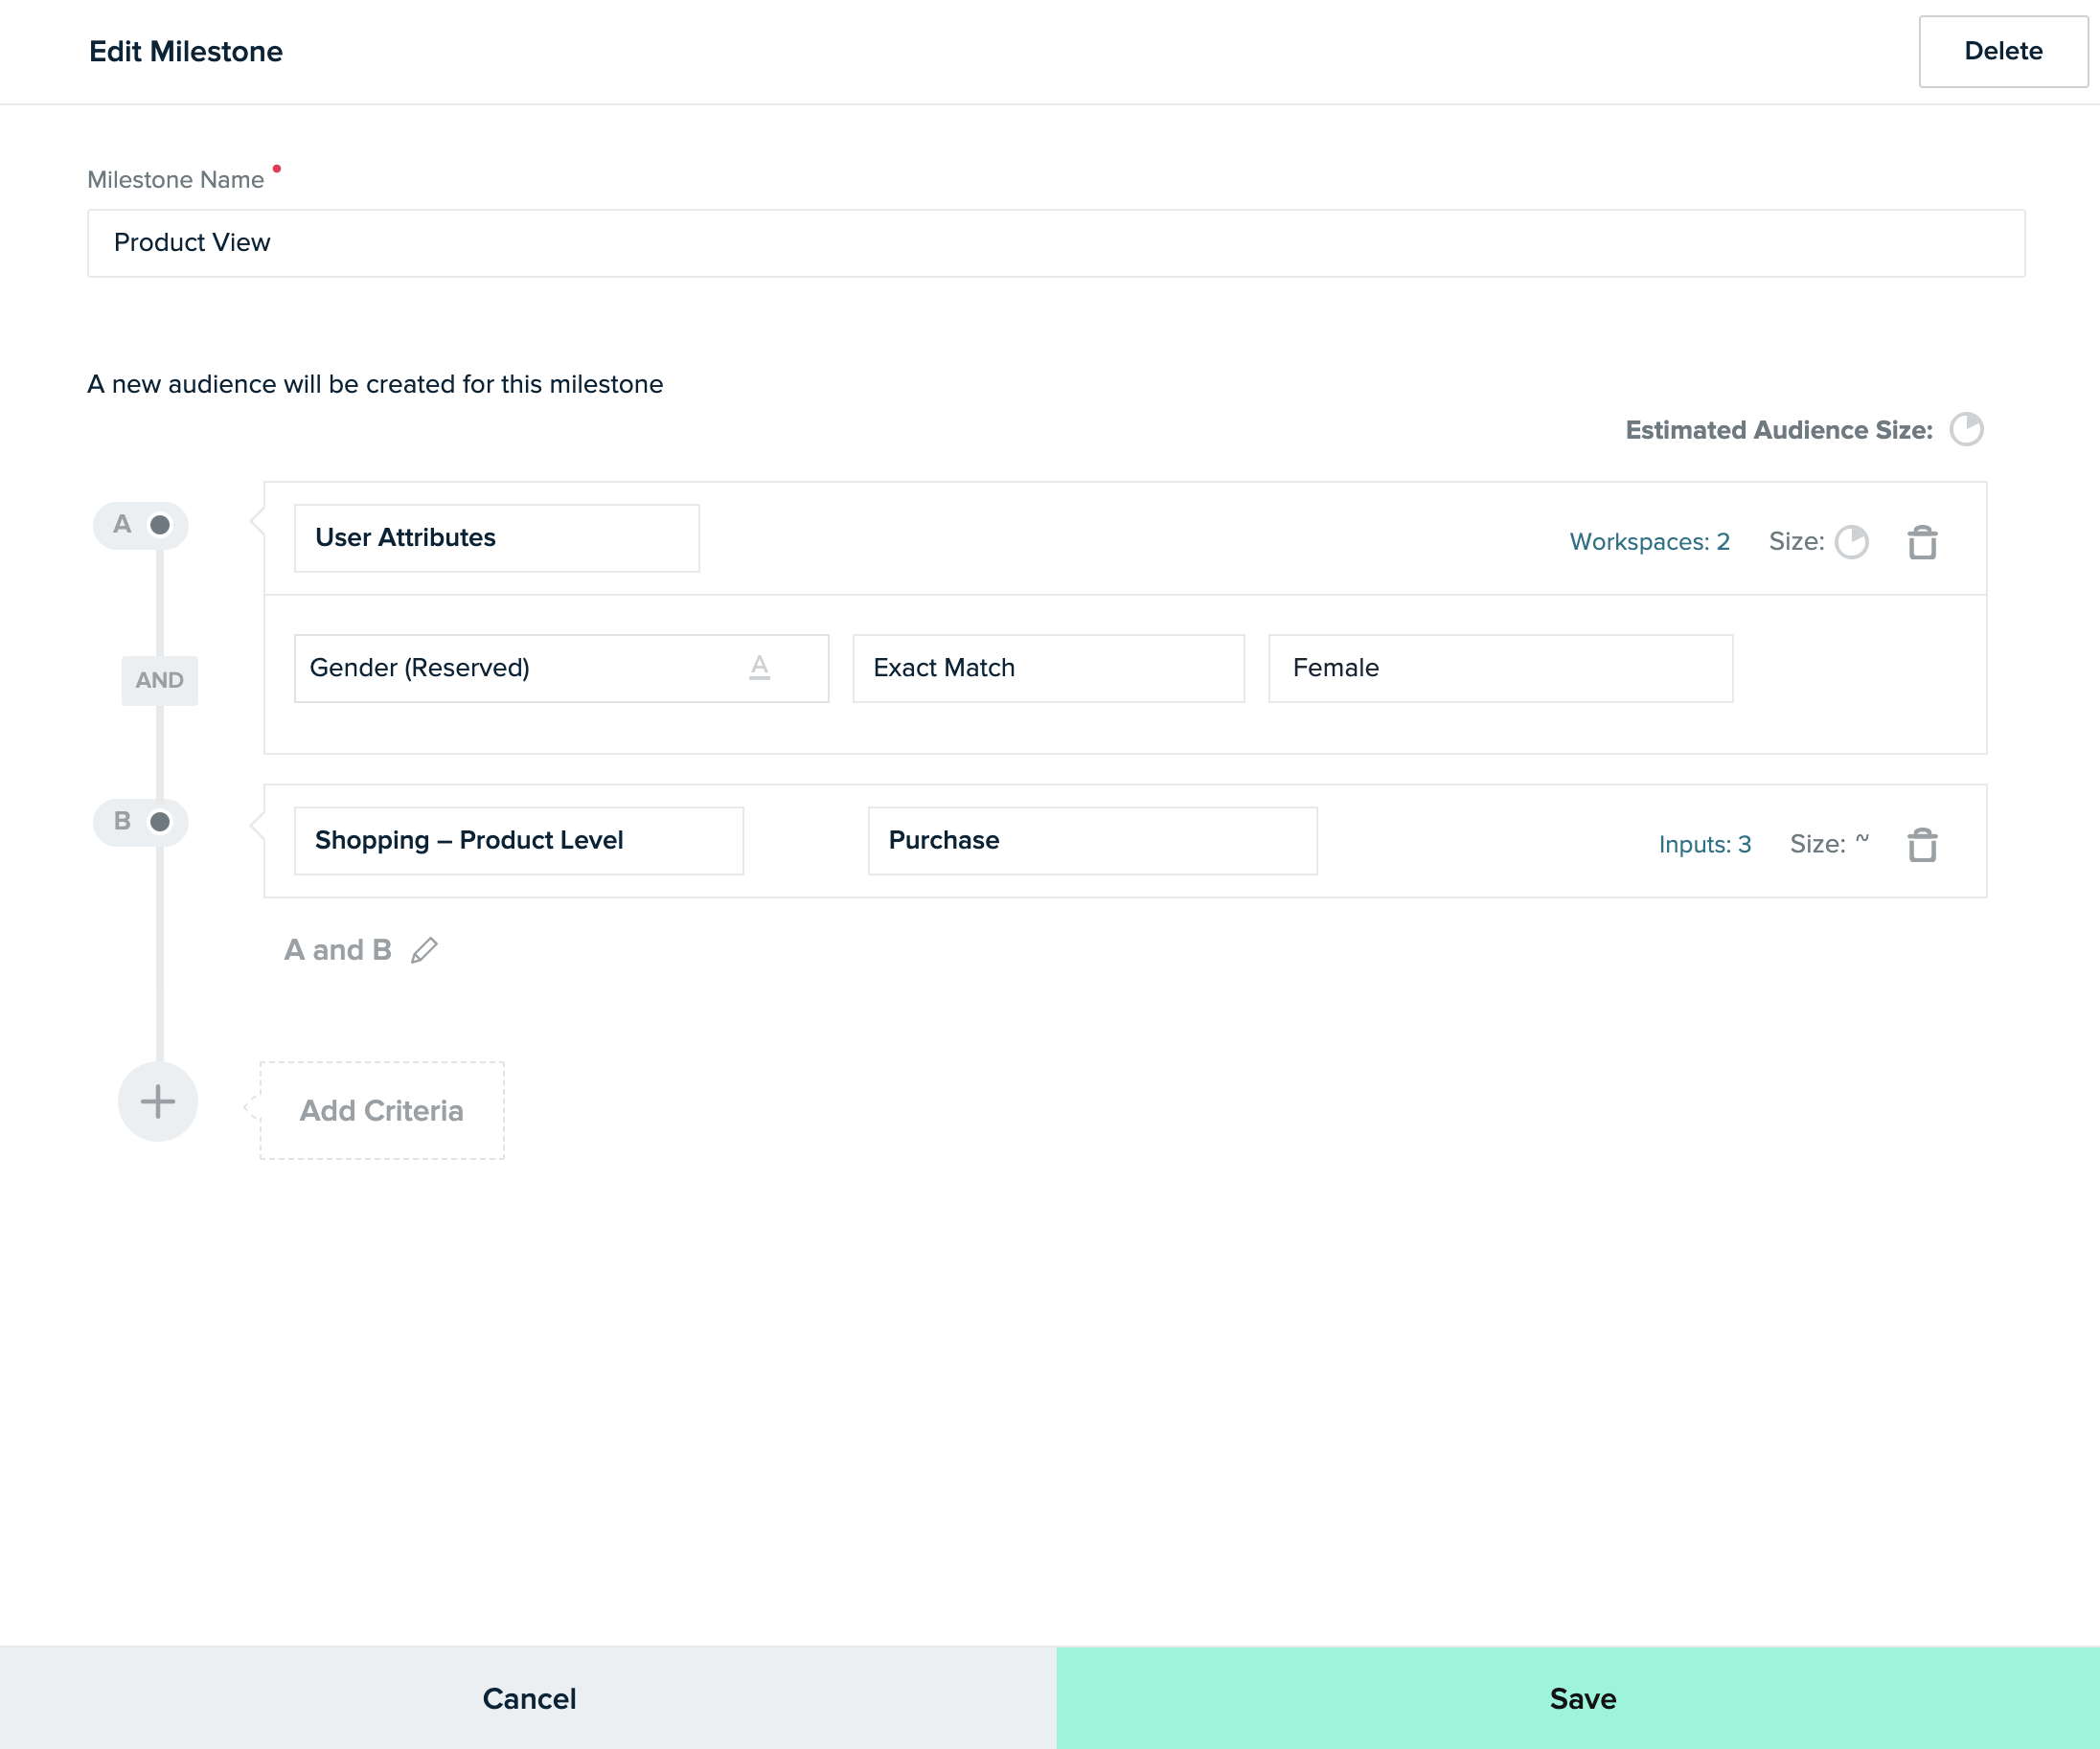 Edit Milestone
Delete
Milestone Name
Product View
A new audience will be created for this milestone
Estimated Audience Size:
A
User Attributes
Workspaces: 2
Size:
AND
Gender (Reserved)
A
Exact Match
Female
B
Shopping – Product Level
Purchase
Inputs: 3
Size: ~
A and B
Add Criteria
Cancel
Save